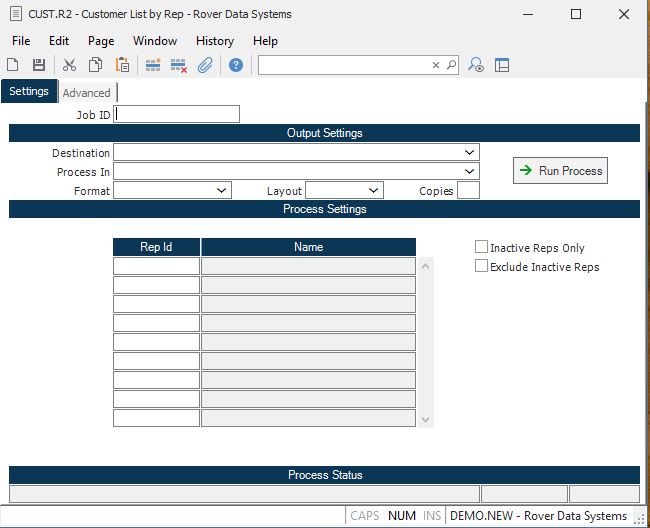 CUST.R2 - Customer List by Rep - Rover Data Systems
File Edit Page Window History Help
Settings Advanced
Job ID
Output Settings
Destination
Process In
Run Process
Format Layout Copies
Process Settings
Rep Id Name
Inactive Reps Only
Exclude Inactive Reps
Process Status
CAPS NUM INS DEMO.NEW - Rover Data Systems